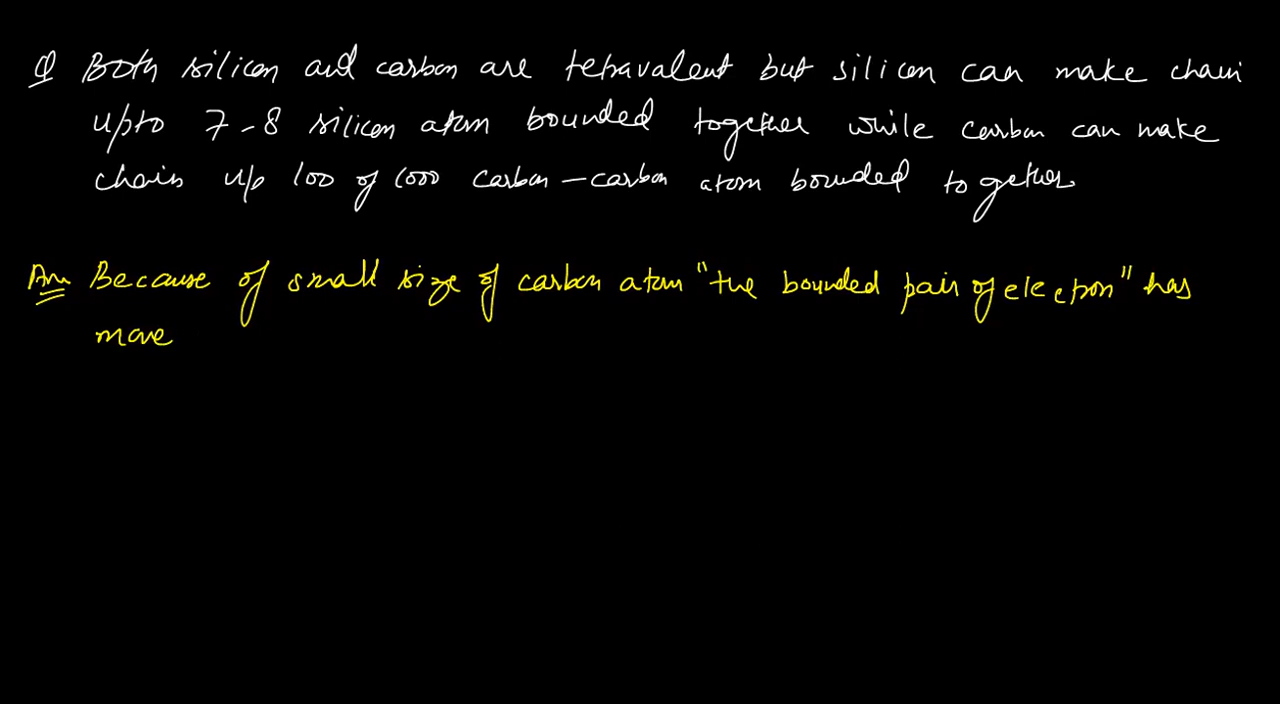 Q Both silicon and carbon are tetravalent but silicon can make chain
upto 7-8 silicon atom bounded together while carbon can make
chain up 100 of 1000 carbon-carbon atom bounded together
Ans Because of small size of carbon atom "the bounded pair of electron" has
more